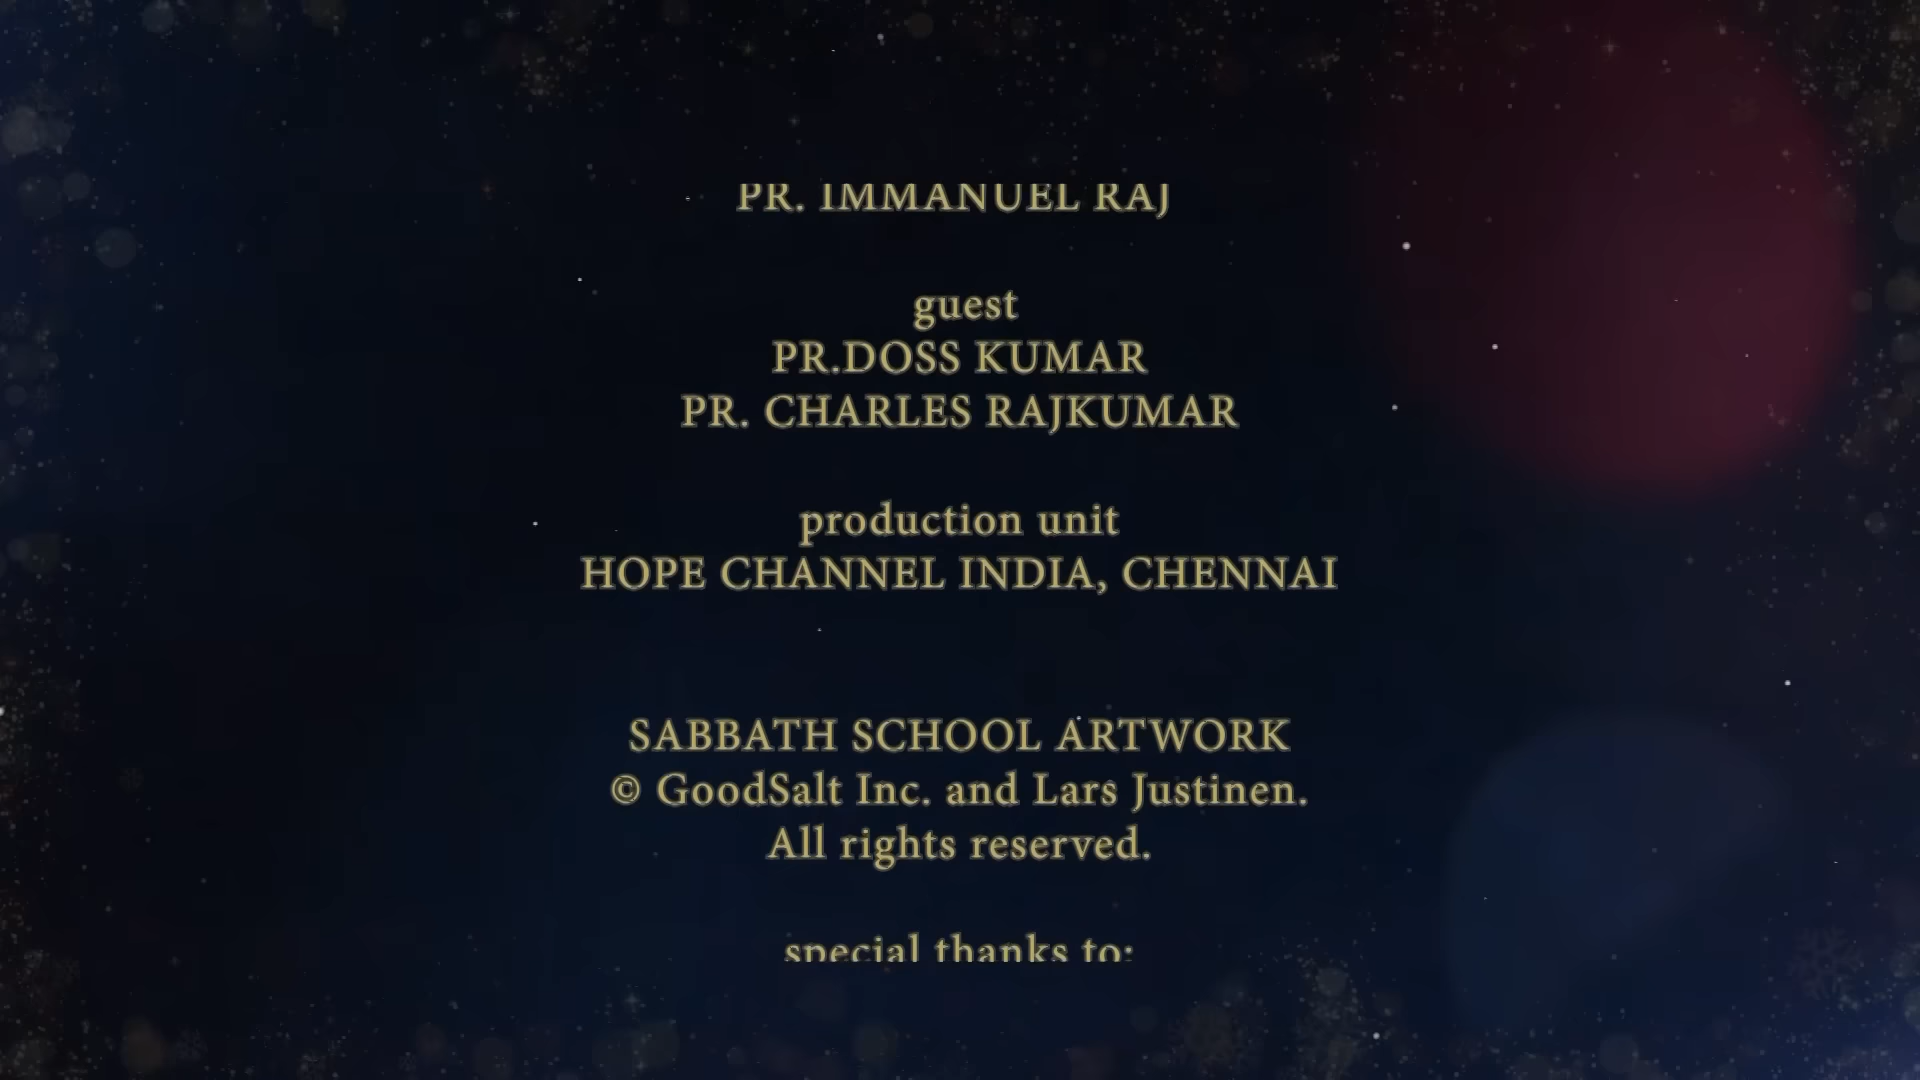 PR. IMMANUEL RAJ
guest
PR.DOSS KUMAR
PR. CHARLES RAJKUMAR
production unit
HOPE CHANNEL INDIA, CHENNAI
SABBATH SCHOOL ARTWORK
© GoodSalt Inc. and Lars Justinen.
All rights reserved.
special thanks to: